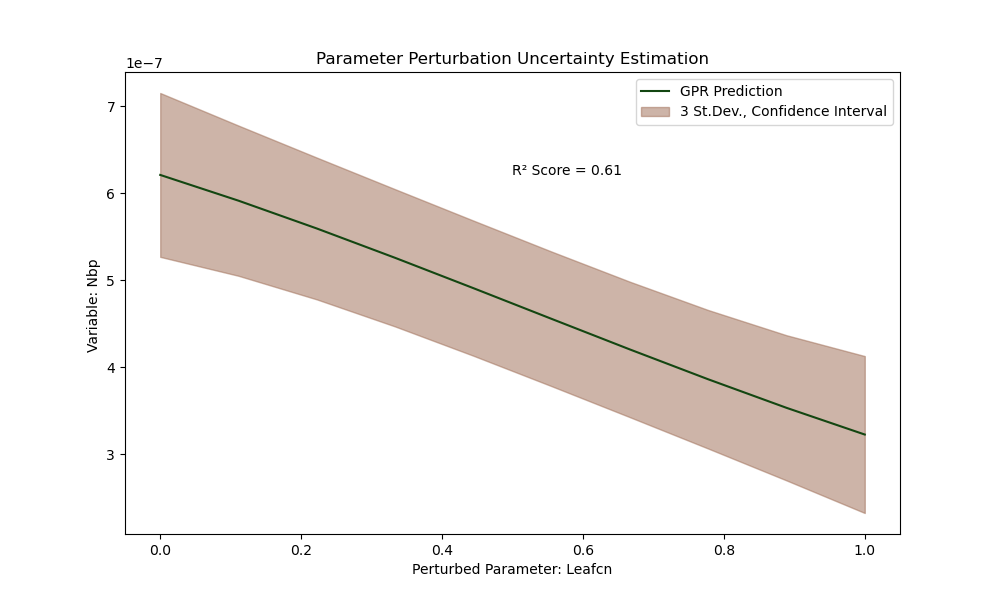 Parameter Perturbation Uncertainty Estimation
1e−7
GPR Prediction
3 St.Dev., Confidence Interval
R² Score = 0.61
7
6
5
4
3
Variable: Nbp
0.0 0.2 0.4 0.6 0.8 1.0
Perturbed Parameter: Leafcn